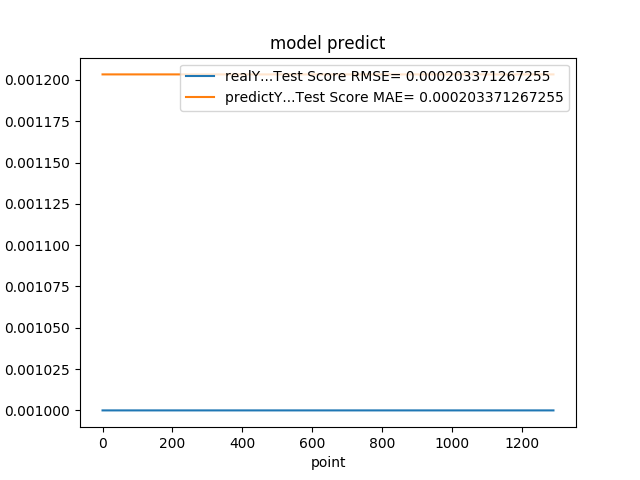 model predict
realY...Test Score RMSE= 0.000203371267255
predictY...Test Score MAE= 0.000203371267255
0.001200
0.001175
0.001150
0.001125
0.001100
0.001075
0.001050
0.001025
0.001000
0 200 400 600 800 1000 1200
point